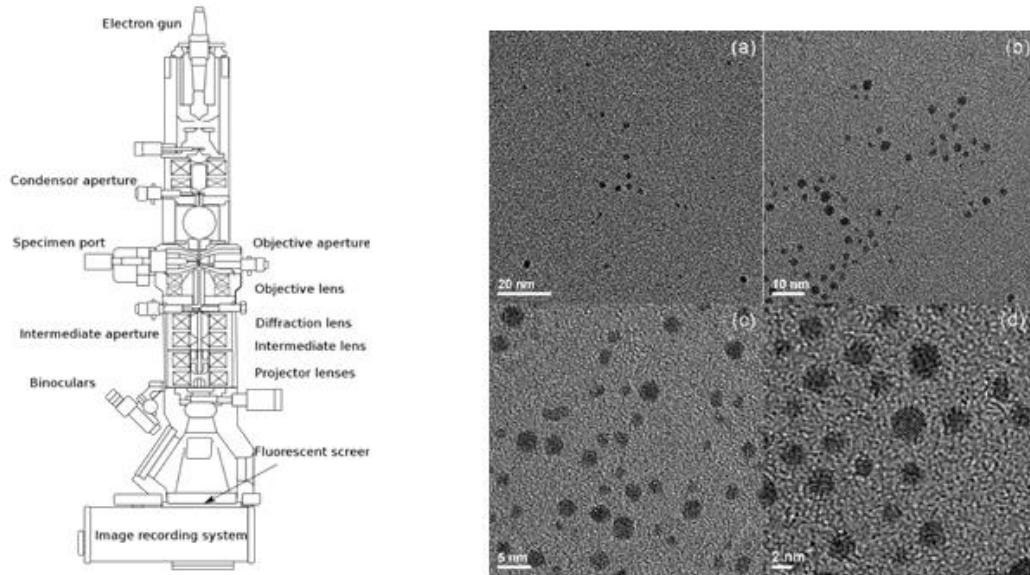 Electron gun
Condensor aperture
Specimen port
Objective aperture
Objective lens
Intermediate aperture
Diffraction lens
Intermediate lens
Projector lenses
Binoculars
Fluorescent screer
Image recording system
(a)
(b)
20 nm
10 nm
(c)
(d)
5 nm
2 nm